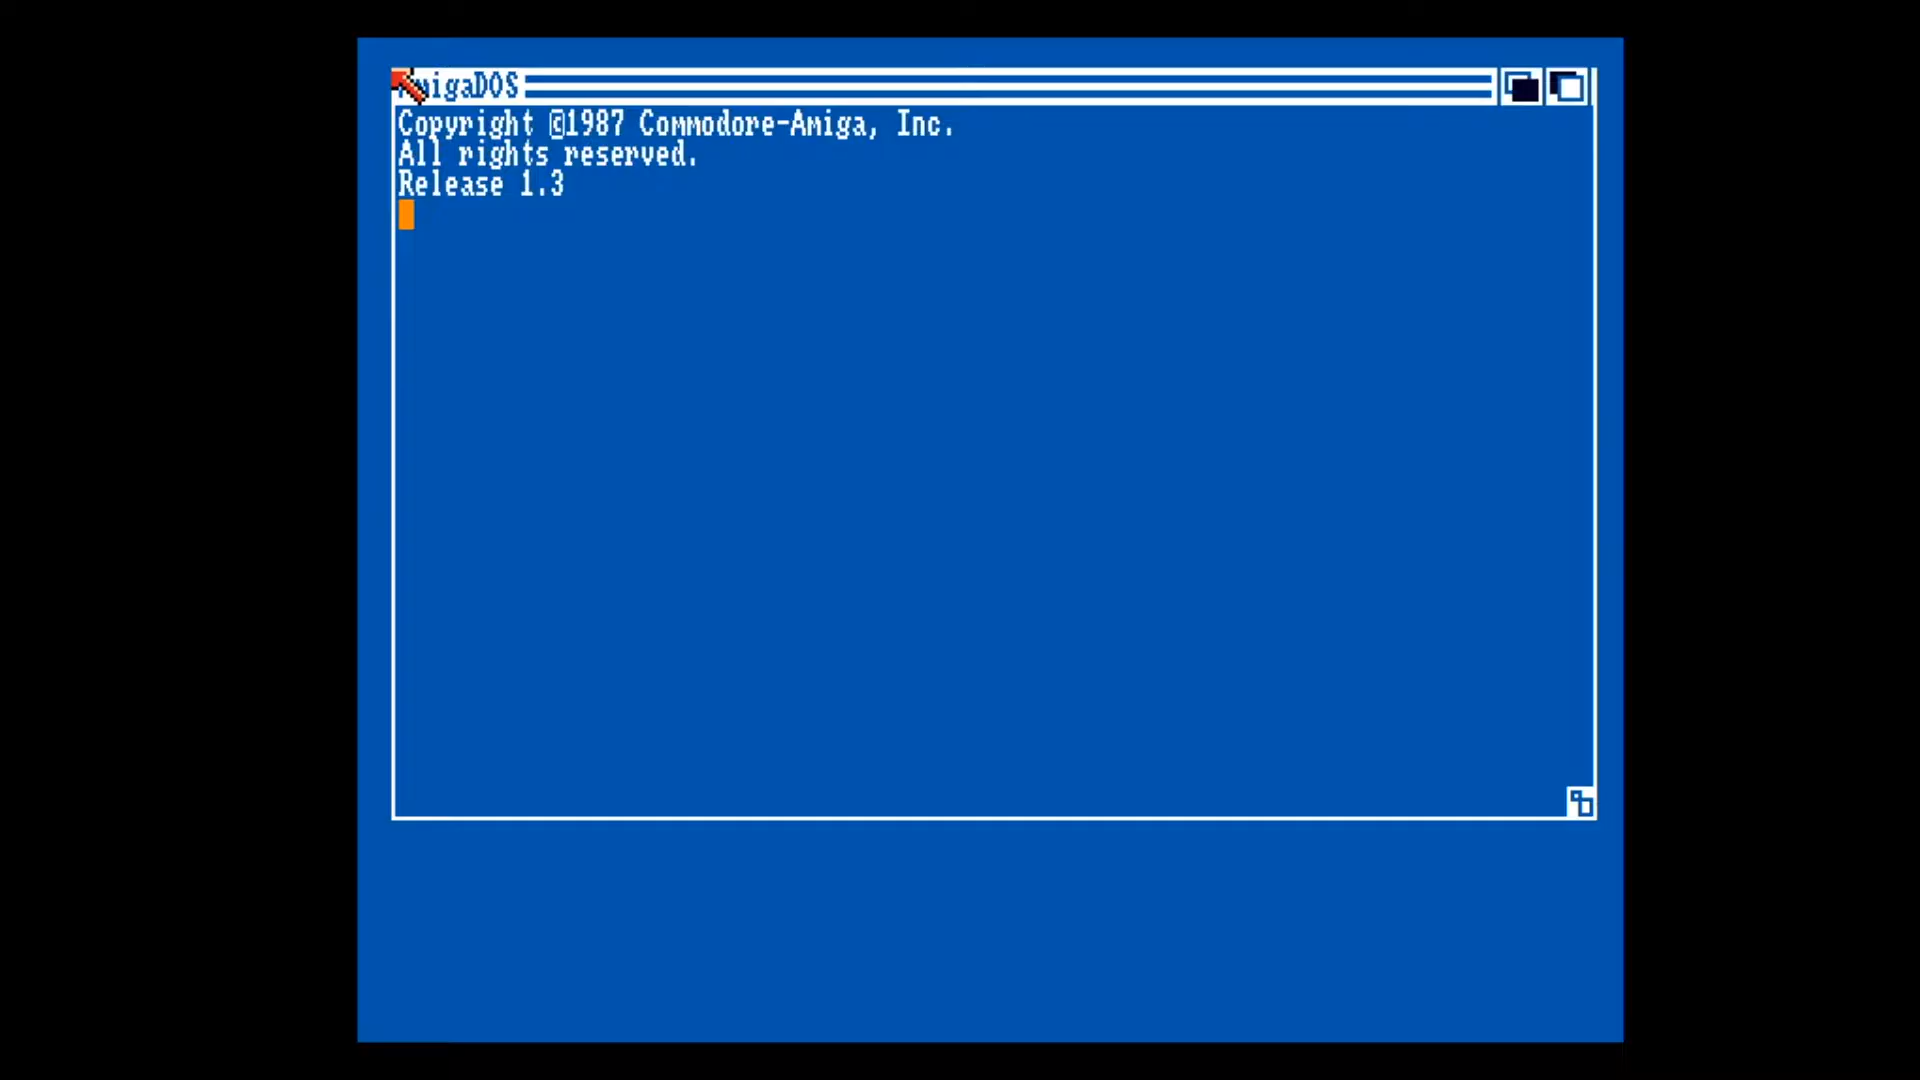 AmigaDOS
Copyright ©1987 Commodore-Amiga, Inc.
All rights reserved.
Release 1.3